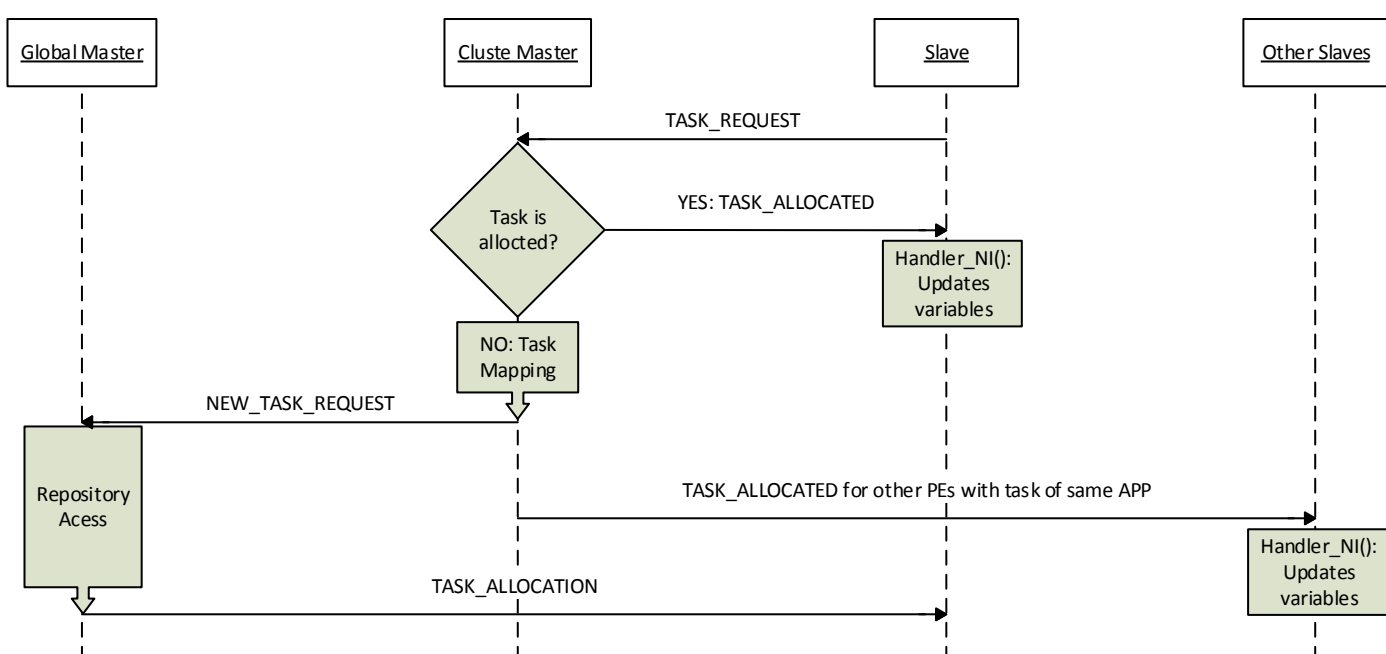 Global Master
Cluste Master
Slave
Other Slaves
TASK_REQUEST
YES: TASK_ALLOCATED
Task is
allocted?
Handler_NI():
Updates
variables
NO: Task
Mapping
NEW_TASK_REQUEST
Repository
Acess
TASK_ALLOCATED for other PEs with task of same APP
Handler_NI():
Updates
variables
TASK_ALLOCATION